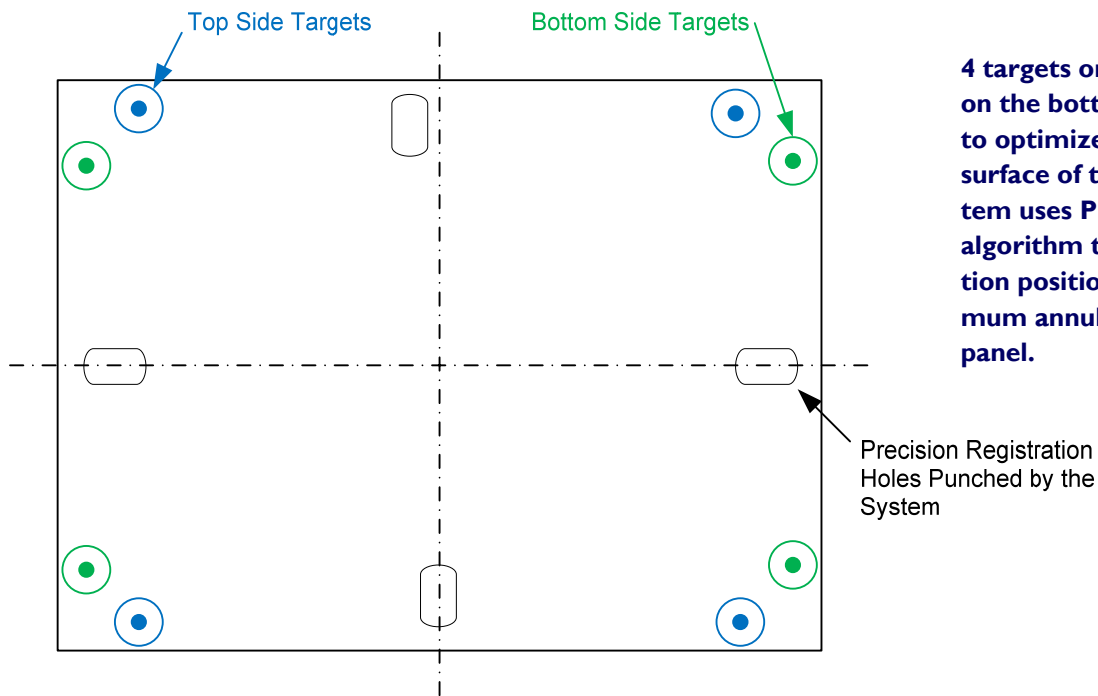 Top Side Targets
Bottom Side Targets
4 targets on
on the bott
to optimize
surface of t
tem uses P
algorithm t
tion positio
mum annul
panel.
Precision Registration
Holes Punched by the
System